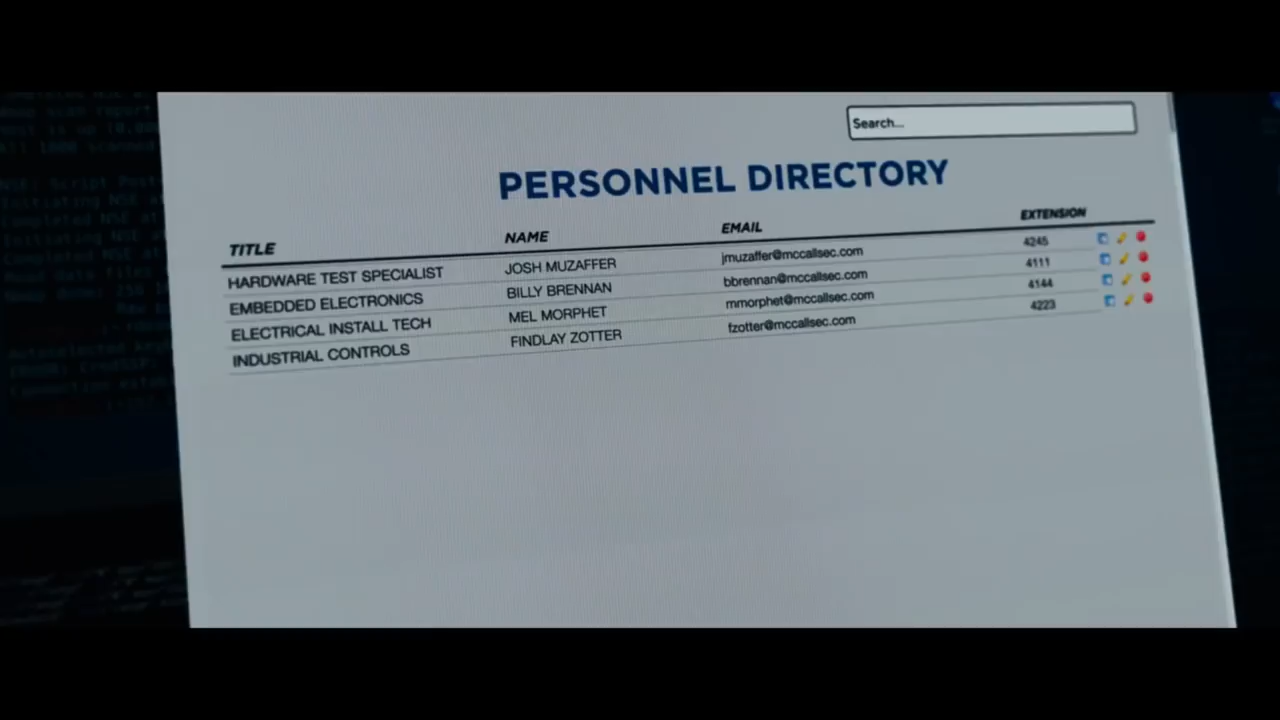 Search...
PERSONNEL DIRECTORY
TITLE NAME EMAIL EXTENSION
HARDWARE TEST SPECIALIST JOSH MUZAFFER jmuzaffer@mccallsec.com 4245
EMBEDDED ELECTRONICS BILLY BRENNAN bbrennan@mccallsec.com 4111
ELECTRICAL INSTALL TECH MEL MORPHET mmorphet@mccallsec.com 4144
INDUSTRIAL CONTROLS FINDLAY ZOTTER fzotter@mccallsec.com 4223